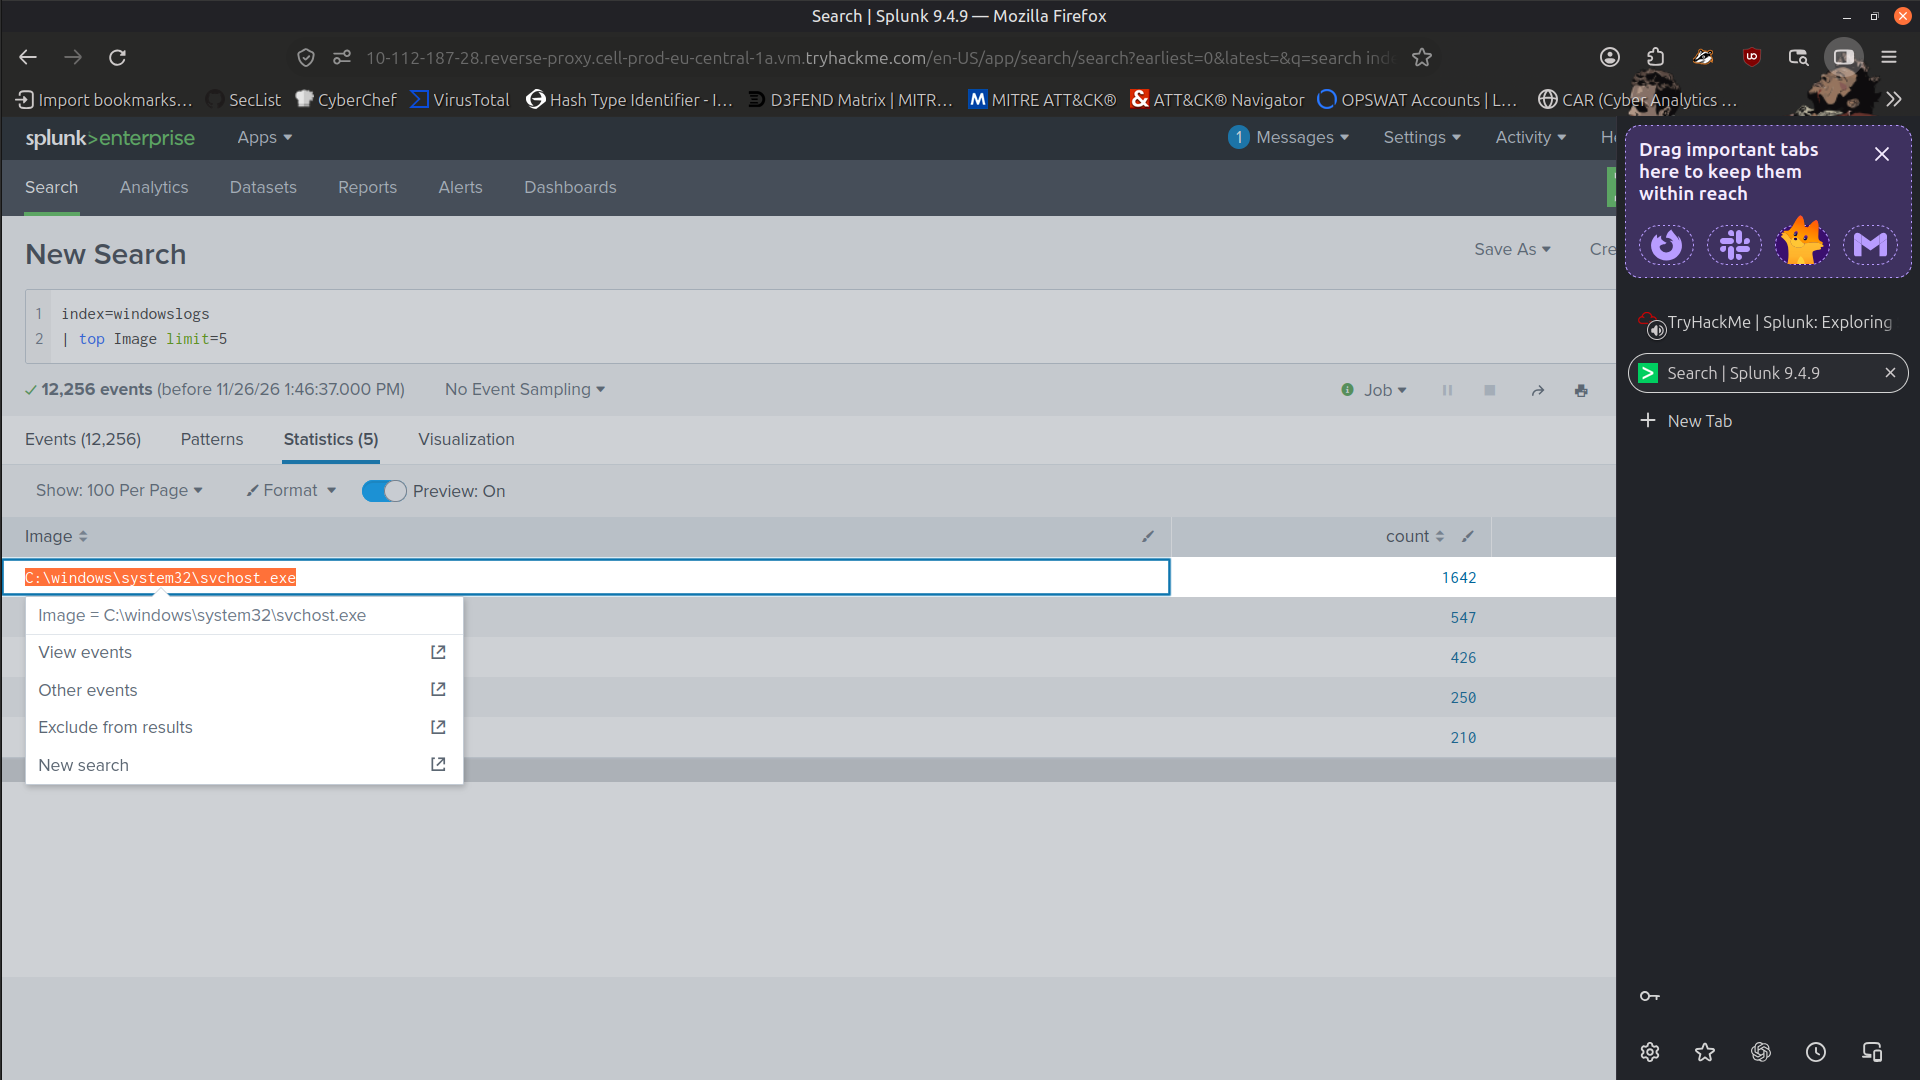 Search | Splunk 9.4.9 — Mozilla Firefox
10-112-187-28.reverse-proxy.cell-prod-eu-central-1a.vm.tryhackme.com/en-US/app/search/search?earliest=0&latest=&q=search ind
Import bookmarks... SecList CyberChef VirusTotal Hash Type Identifier - I... D3FEND Matrix | MITR... MITRE ATT&CK® ATT&CK® Navigator OPSWAT Accounts | L... CAR (Cyber Analytics ...
splunk>enterprise Apps 1 Messages Settings Activity He
Search Analytics Datasets Reports Alerts Dashboards
New Search
Save As Cre
1 index=windowslogs
2 | top Image limit=5
12,256 events (before 11/26/26 1:46:37.000 PM) No Event Sampling Job
Events (12,256) Patterns Statistics (5) Visualization
Show: 100 Per Page Format Preview: On
Image count
C:\windows\system32\svchost.exe 1642
Image = C:\windows\system32\svchost.exe
547
View events
426
Other events
250
Exclude from results
210
New search
Drag important tabs
here to keep them
within reach
TryHackMe | Splunk: Exploring
Search | Splunk 9.4.9
New Tab